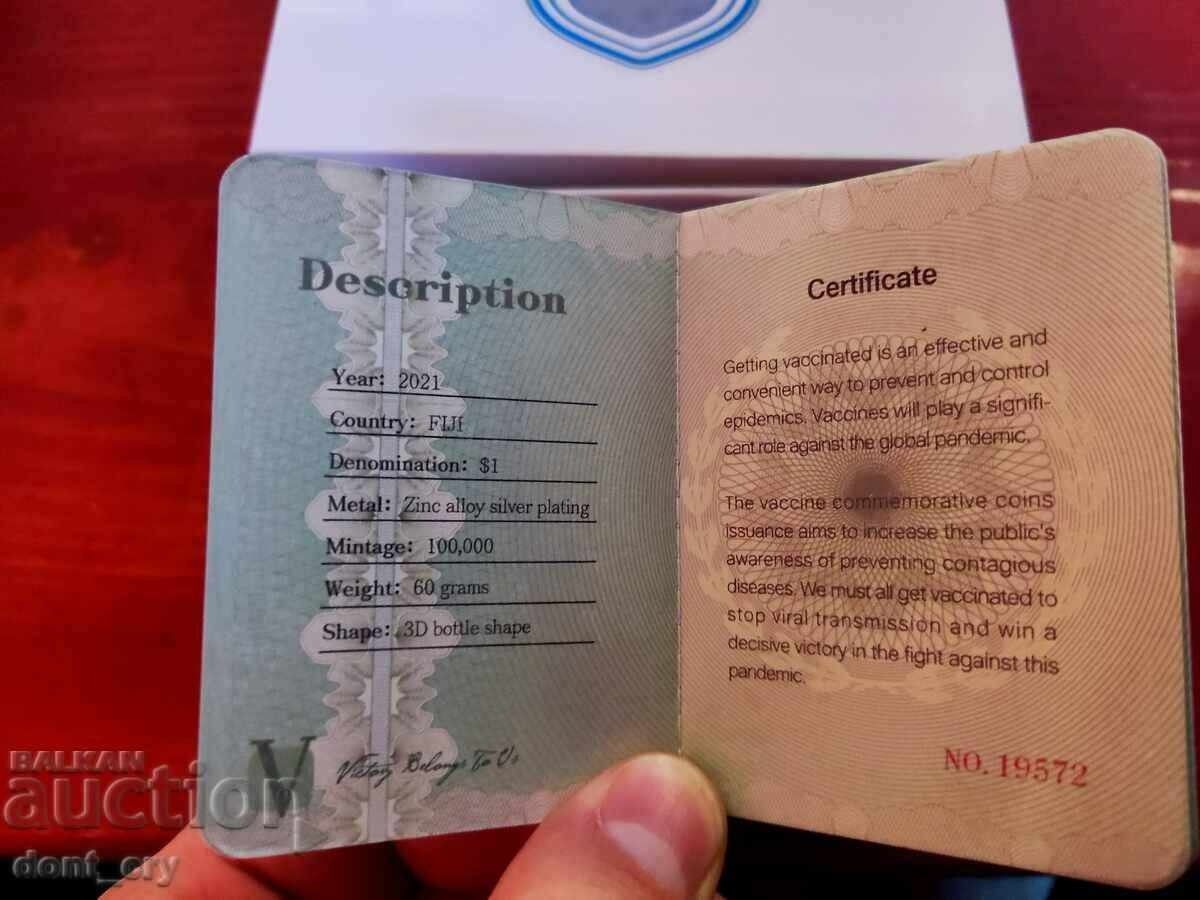 Description
Year: 2021
Country: FIJI
Denomination: $1
Metal: Zinc alloy silver plating
Mintage: 100,000
Weight: 60 grams
Shape: 3D bottle shape
V
Victory Belongs To Us
Certificate
Getting vaccinated is an effective and
convenient way to prevent and control
epidemics. Vaccines will play a signifi-
cant role against the global pandemic.
The vaccine commemorative coins
issuance aims to increase the public's
awareness of preventing contagious
diseases. We must all get vaccinated to
stop viral transmission and win a
decisive victory in the fight against this
pandemic.
NO. 19572
BALKAN
auction
dont_cry